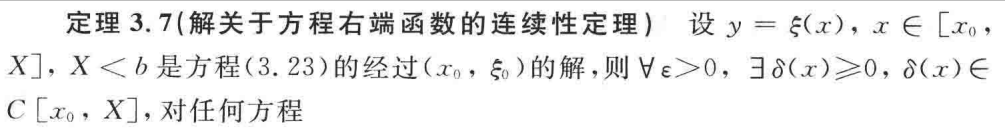 定理 3.7(解关于方程右端函数的连续性定理) 设 y = ξ(x), x ∈ [x₀,
X], X < b 是方程(3.23)的经过(x₀, ξ₀)的解,则 ∀ε>0, ∃δ(x)≥0, δ(x)∈
C [x₀, X],对任何方程